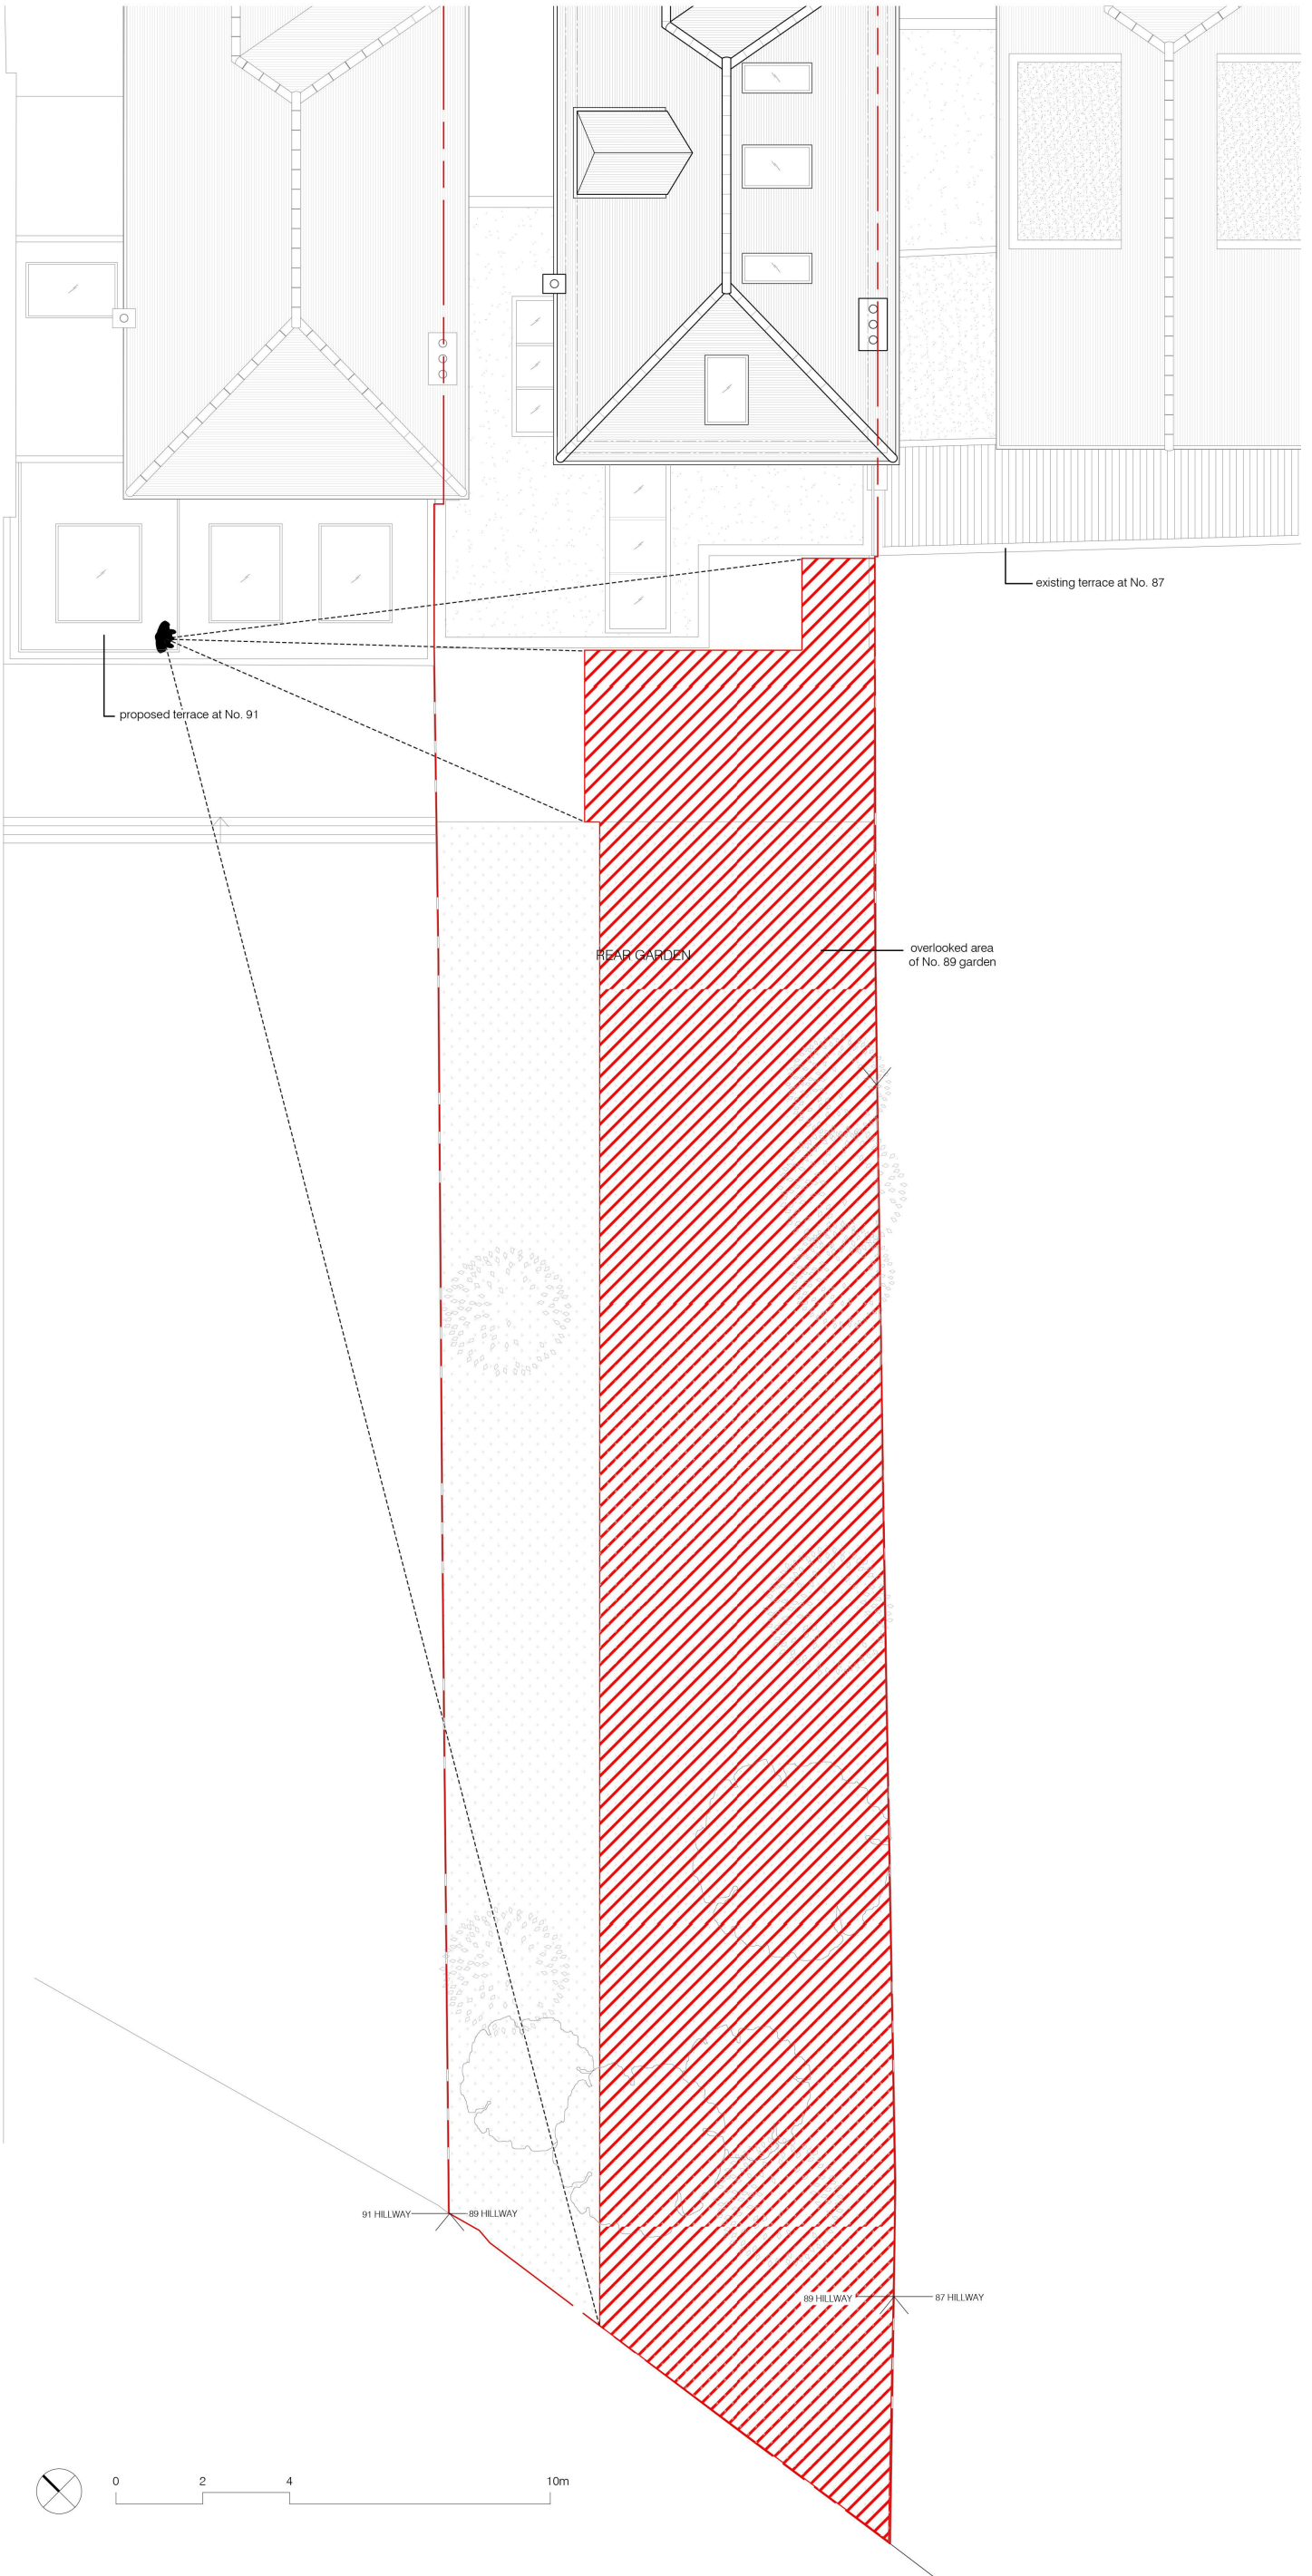 existing terrace at No. 87
proposed terrace at No. 91
REAR GARDEN
overlooked area
of No. 89 garden
91 HILLWAY
89 HILLWAY
89 HILLWAY
87 HILLWAY
0 2 4 10m